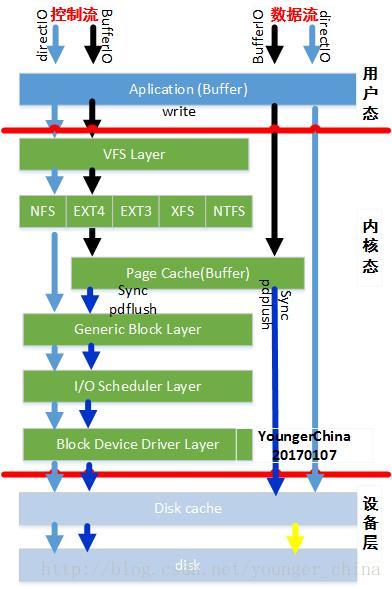 控制流
数据流
directIO
BufferIO
BufferIO
directIO
Aplication (Buffer)
write
用户态
VFS Layer
NFS
EXT4
EXT3
XFS
NTFS
内核态
Page Cache(Buffer)
Sync
pdflush
Sync
pdplush
Generic Block Layer
I/O Scheduler Layer
Block Device Driver Layer
YoungerChina
20170107
Disk cache
设备层
disk
http://blog.csdn.net/younger_china